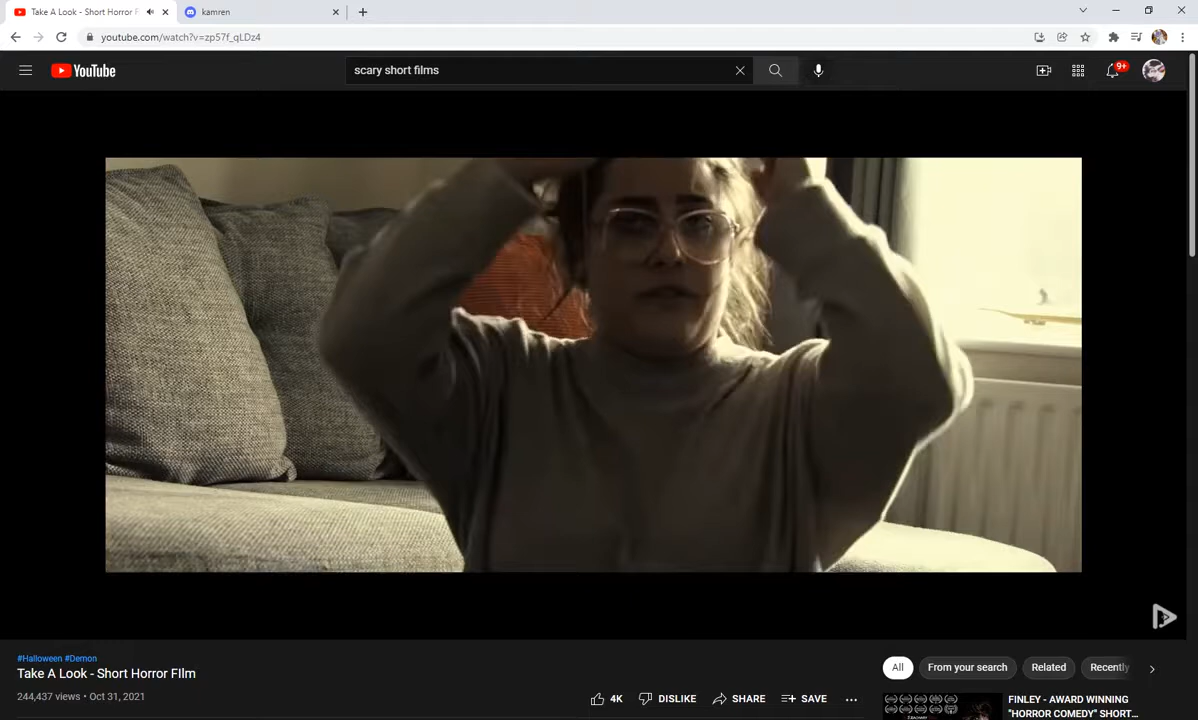 Take A Look - Short Horror F
kamren
youtube.com/watch?v=zp57f_qLDz4
YouTube
scary short films
9+
#Halloween #Demon
Take A Look - Short Horror FIlm
244,437 views • Oct 31, 2021
4K
DISLIKE
SHARE
SAVE
All
From your search
Related
Recently
FINLEY - AWARD WINNING
"HORROR COMEDY" SHORT...